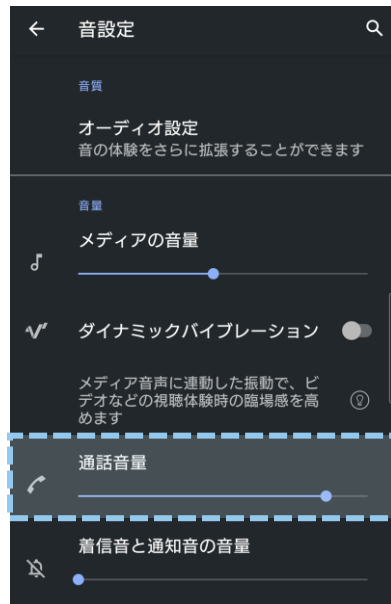 音設定
音質
オーディオ設定
音の体験をさらに拡張することができます
音量
メディアの音量
ダイナミックバイブレーション
メディア音声に連動した振動で、ビ
デオなどの視聴体験時の臨場感を高
めます
通話音量
着信音と通知音の音量